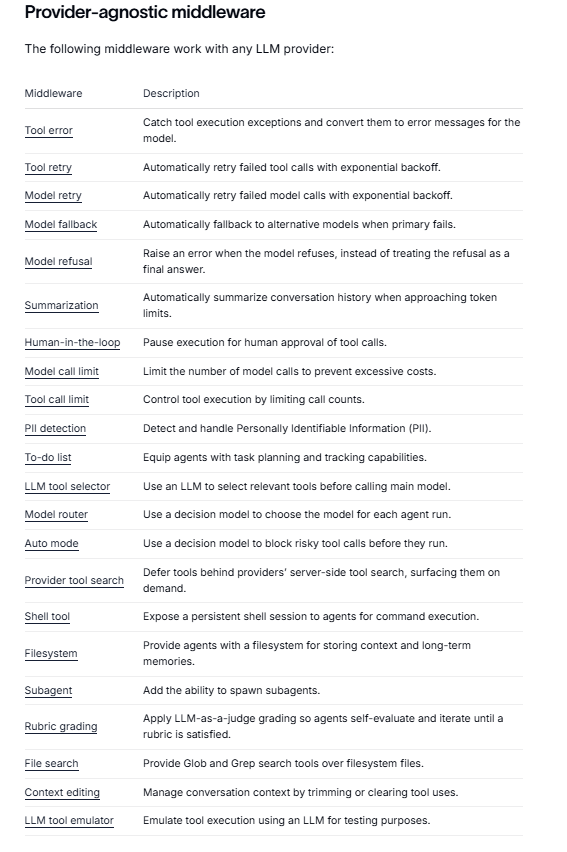 Provider-agnostic middleware
The following middleware work with any LLM provider:
Middleware Description
Tool error Catch tool execution exceptions and convert them to error messages for the
model.
Tool retry Automatically retry failed tool calls with exponential backoff.
Model retry Automatically retry failed model calls with exponential backoff.
Model fallback Automatically fallback to alternative models when primary fails.
Model refusal Raise an error when the model refuses, instead of treating the refusal as a
final answer.
Summarization Automatically summarize conversation history when approaching token
limits.
Human-in-the-loop Pause execution for human approval of tool calls.
Model call limit Limit the number of model calls to prevent excessive costs.
Tool call limit Control tool execution by limiting call counts.
PII detection Detect and handle Personally Identifiable Information (PII).
To-do list Equip agents with task planning and tracking capabilities.
LLM tool selector Use an LLM to select relevant tools before calling main model.
Model router Use a decision model to choose the model for each agent run.
Auto mode Use a decision model to block risky tool calls before they run.
Provider tool search Defer tools behind providers' server-side tool search, surfacing them on
demand.
Shell tool Expose a persistent shell session to agents for command execution.
Filesystem Provide agents with a filesystem for storing context and long-term
memories.
Subagent Add the ability to spawn subagents.
Rubric grading Apply LLM-as-a-judge grading so agents self-evaluate and iterate until a
rubric is satisfied.
File search Provide Glob and Grep search tools over filesystem files.
Context editing Manage conversation context by trimming or clearing tool uses.
LLM tool emulator Emulate tool execution using an LLM for testing purposes.